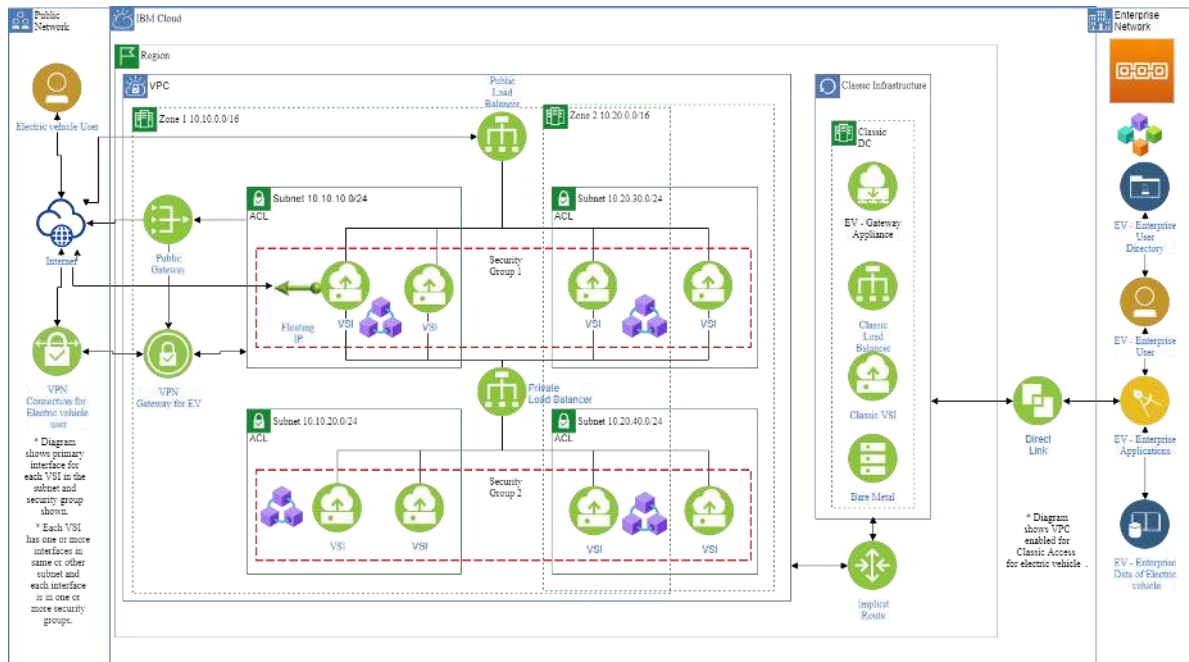 Public
Network
IBM Cloud
Enterprise
Network
Region
VPC
Public
Load
Balancer
Classic Infrastructure
Zone 1 10.10.0.0/16
Zone 2 10.20.0.0/16
Classic
DC
Electric vehicle User
Subnet 10.10.10.0/24
ACL
Subnet 10.20.30.0/24
ACL
EV - Gateway
Appliance
EV - Enterprise
User
Directory
Internet
Public
Gateway
Security
Group 1
Floating
IP
VSI
VSI
VSI
VSI
Classic
Load
Balancer
EV - Enterprise
User
VPN
Connection for
Electric vehicle
user
VPN
Gateway for EV
Private
Load Balancer
Classic VSI
Subnet 10.10.20.0/24
ACL
Subnet 10.20.40.0/24
ACL
Direct
Link
EV - Enterprise
Applications
* Diagram
shows primary
interface for
each VSI in the
subnet and
security group
shown.
* Each VSI
has one or more
interfaces in
same or other
subnet and
each interface
is in one or
more security
groups.
Security
Group 2
VSI
VSI
VSI
VSI
Bare Metal
* Diagram
shows VPC
enabled for
Classic Access
for electric vehicle .
EV - Enterprise
Data of Electric
vehicle
Implicit
Route